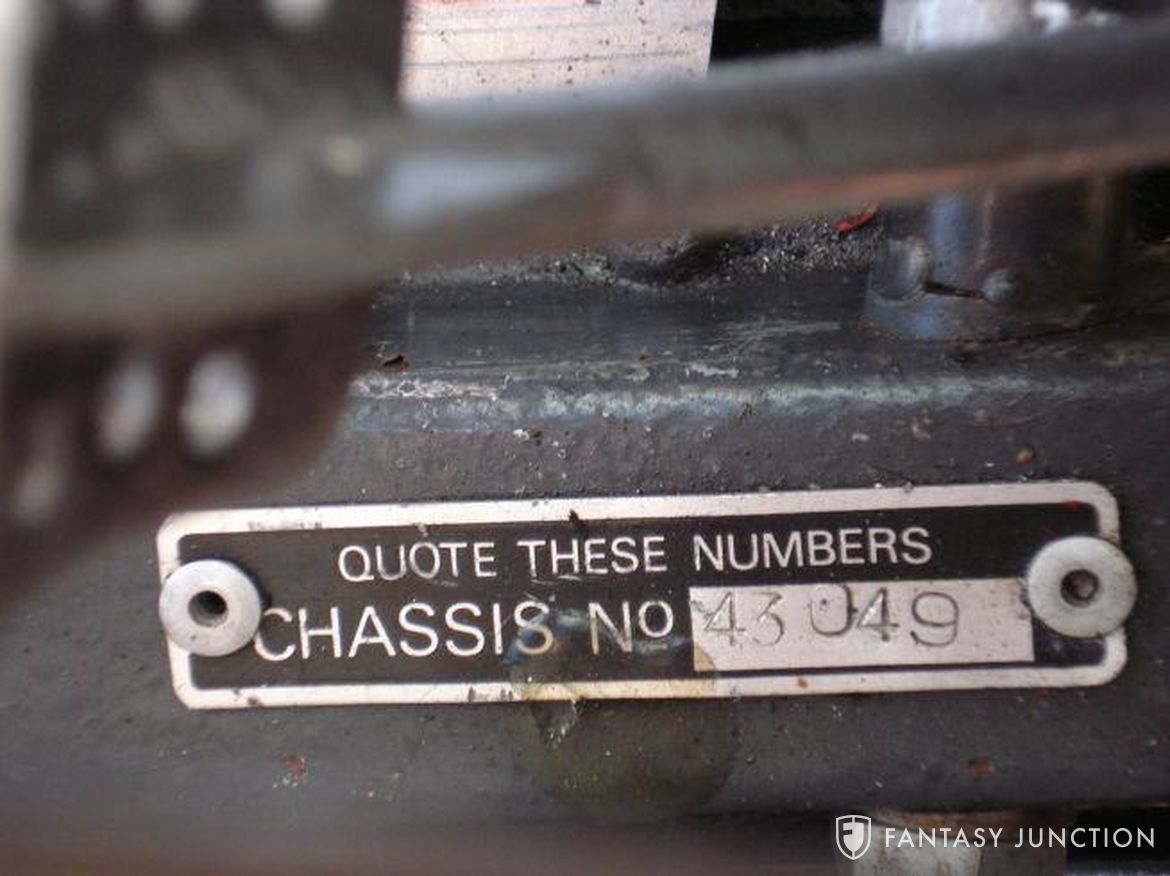 QUOTE THESE NUMBERS
CHASSIS No 43049
FANTASY JUNCTION